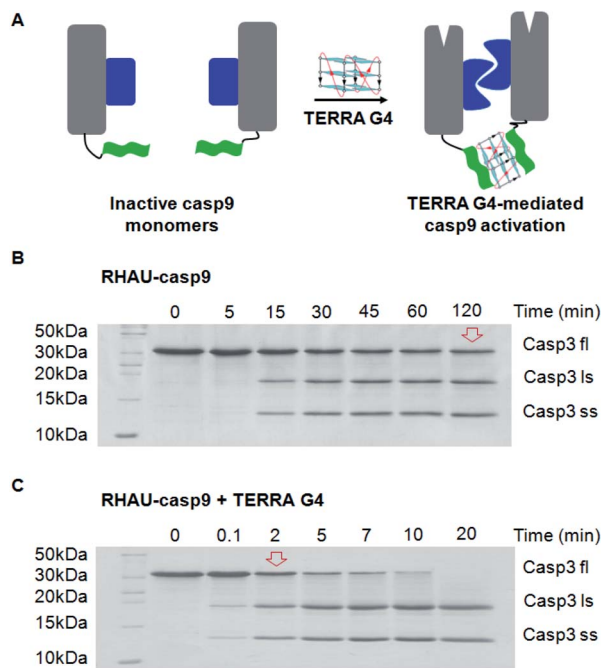 A
TERRA G4
Inactive casp9
monomers
TERRA G4-mediated
casp9 activation
B
RHAU-casp9
0 5 15 30 45 60 120 Time (min)
50kDa
30kDa
20kDa
15kDa
10kDa
Casp3 fl
Casp3 ls
Casp3 ss
C
RHAU-casp9 + TERRA G4
0 0.1 2 5 7 10 20 Time (min)
50kDa
30kDa
20kDa
15kDa
10kDa
Casp3 fl
Casp3 ls
Casp3 ss